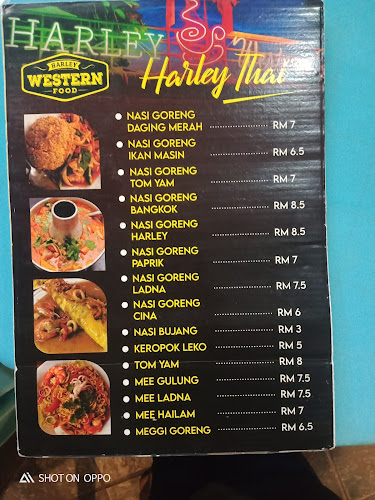 HARLEY
HARLEY
WESTERN
FOOD
Harley Thai
NASI GORENG
DAGING MERAH RM 7
NASI GORENG
IKAN MASIN RM 6.5
NASI GORENG
TOM YAM RM 7
NASI GORENG
BANGKOK RM 8.5
NASI GORENG
HARLEY RM 8.5
NASI GORENG
PAPRIK RM 7
NASI GORENG
LADNA RM 7.5
NASI GORENG
CINA RM 6
NASI BUJANG RM 3
KEROPOK LEKO RM 5
TOM YAM RM 8
MEE GULUNG RM 7.5
MEE LADNA RM 7.5
MEE HAILAM RM 7
MEGGI GORENG RM 6.5
SHOT ON OPPO